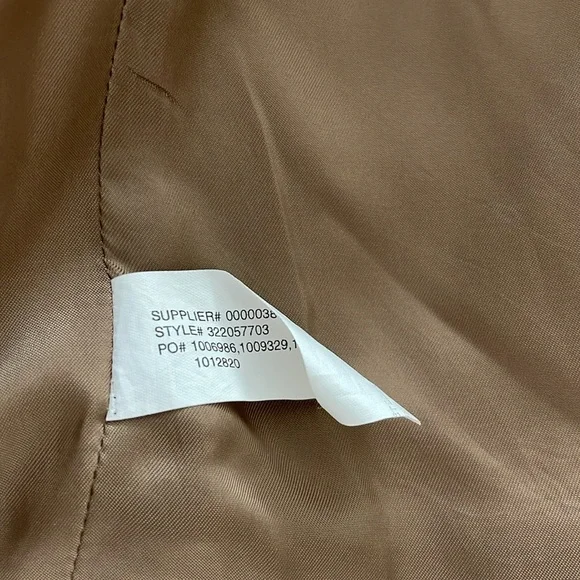 SUPPLIER# 0000038
STYLE# 322057703
PO# 1006986,1009329,1
1012820